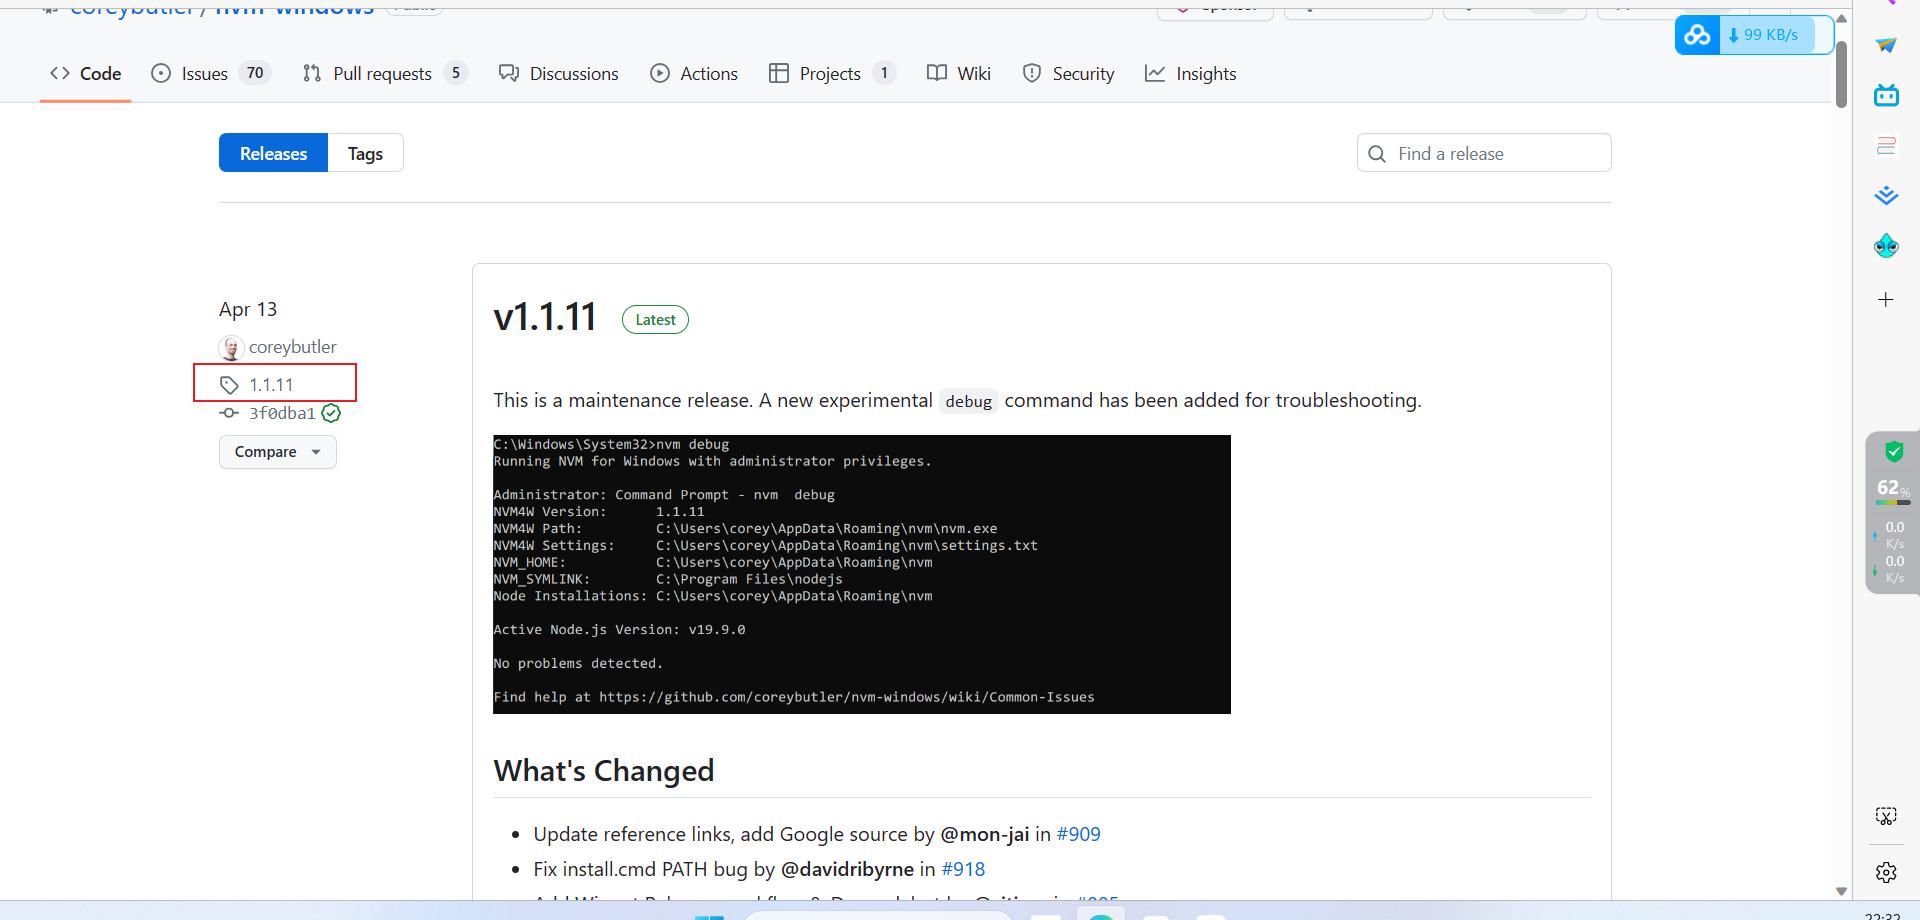 coreybutler / nvm-windows Public
Sponsor
99 KB/s
Code
Issues 70
Pull requests 5
Discussions
Actions
Projects 1
Wiki
Security
Insights
Releases
Tags
Find a release
Apr 13
coreybutler
1.1.11
3f0dba1
Compare
v1.1.11 Latest
This is a maintenance release. A new experimental debug command has been added for troubleshooting.
C:\Windows\System32>nvm debug
Running NVM for Windows with administrator privileges.
Administrator: Command Prompt - nvm  debug
NVM4W Version:      1.1.11
NVM4W Path:         C:\Users\corey\AppData\Roaming\nvm\nvm.exe
NVM4W Settings:     C:\Users\corey\AppData\Roaming\nvm\settings.txt
NVM_HOME:           C:\Users\corey\AppData\Roaming\nvm
NVM_SYMLINK:        C:\Program Files\nodejs
Node Installations: C:\Users\corey\AppData\Roaming\nvm
Active Node.js Version: v19.9.0
No problems detected.
Find help at https://github.com/coreybutler/nvm-windows/wiki/Common-Issues
What's Changed
Update reference links, add Google source by @mon-jai in #909
Fix install.cmd PATH bug by @davidribyrne in #918
62%
0.0
K/s
0.0
K/s
22:32